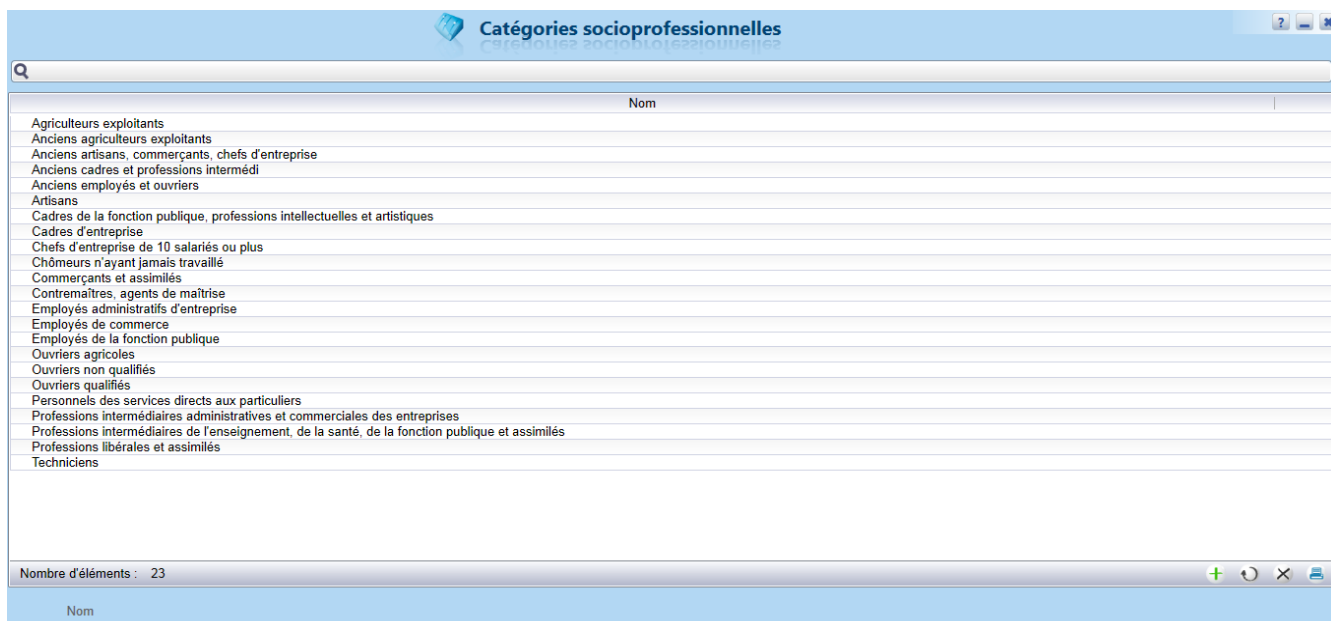 Catégories socioprofessionnelles
Nom
Agriculteurs exploitants
Anciens agriculteurs exploitants
Anciens artisans, commerçants, chefs d'entreprise
Anciens cadres et professions intermédi
Anciens employés et ouvriers
Artisans
Cadres de la fonction publique, professions intellectuelles et artistiques
Cadres d'entreprise
Chefs d'entreprise de 10 salariés ou plus
Chômeurs n'ayant jamais travaillé
Commerçants et assimilés
Contremaîtres, agents de maîtrise
Employés administratifs d'entreprise
Employés de commerce
Employés de la fonction publique
Ouvriers agricoles
Ouvriers non qualifiés
Ouvriers qualifiés
Personnels des services directs aux particuliers
Professions intermédiaires administratives et commerciales des entreprises
Professions intermédiaires de l'enseignement, de la santé, de la fonction publique et assimilés
Professions libérales et assimilés
Techniciens
Nombre d'éléments : 23
Nom